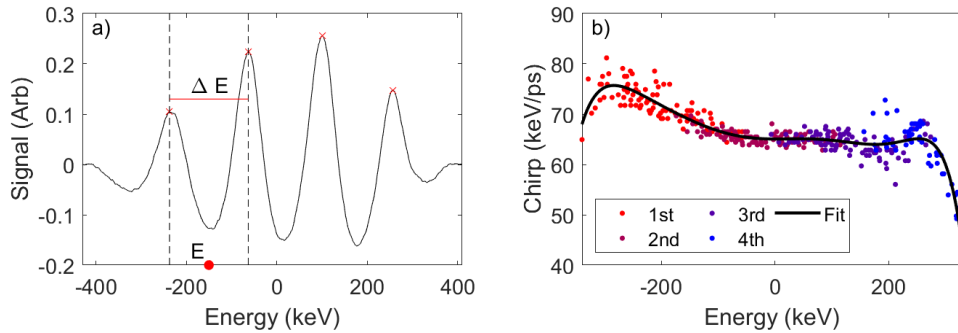 a)
Δ E
E
Signal (Arb)
0.3
0.2
0.1
0
-0.1
-0.2
-400 -200 0 200 400
Energy (keV)
b)
Chirp (keV/ps)
90
80
70
60
50
40
1st 3rd Fit
2nd 4th
-200 0 200
Energy (keV)